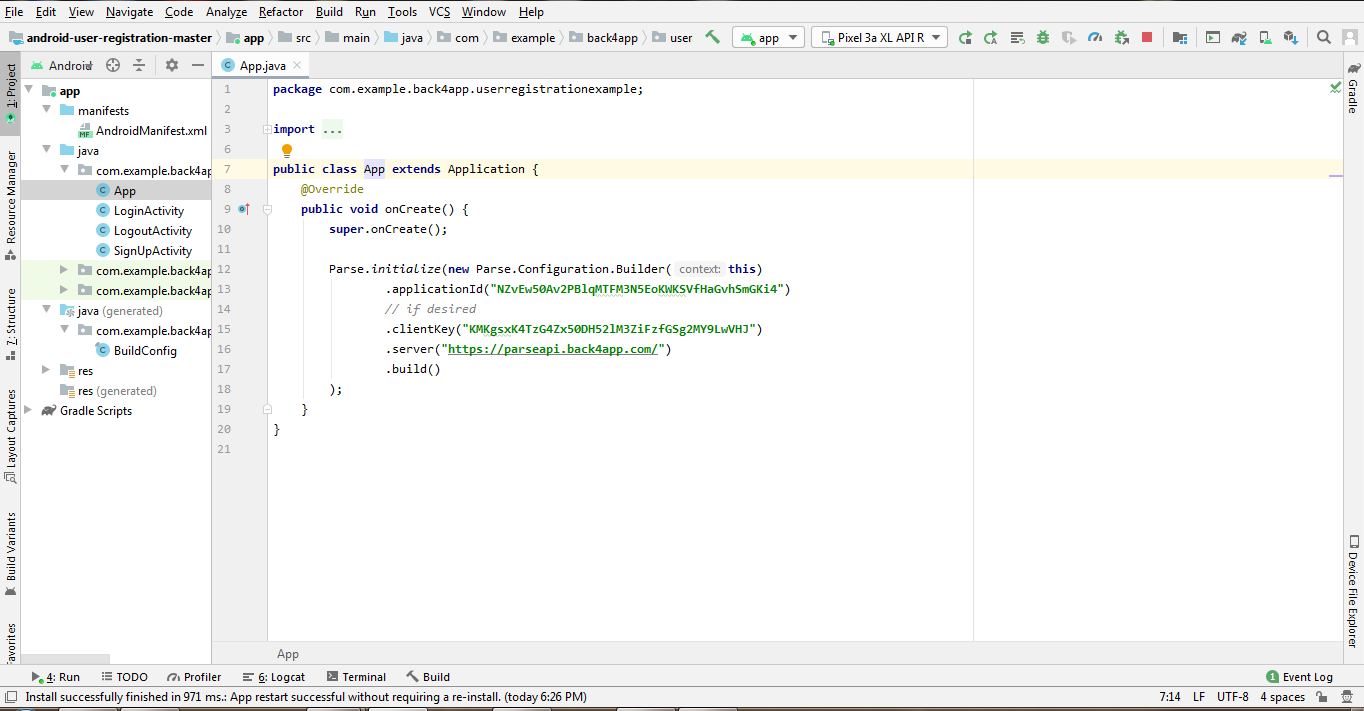 File Edit View Navigate Code Analyze Refactor Build Run Tools VCS Window Help
android-user-registration-master app src main java com example back4app user app Pixel 3a XL API R
Android
App.java
1: Project
Resource Manager
Z: Structure
Layout Captures
Build Variants
avorites
app
manifests
AndroidManifest.xml
java
com.example.back4ap
App
LoginActivity
LogoutActivity
SignUpActivity
com.example.back4ap
com.example.back4ap
java (generated)
com.example.back4ap
BuildConfig
res
res (generated)
Gradle Scripts
1 package com.example.back4app.userregistrationexample;
2
3 import ...
6
7 public class App extends Application {
8 @Override
9 public void onCreate() {
10 super.onCreate();
11
12 Parse.initialize(new Parse.Configuration.Builder( context: this)
13 .applicationId("NZvEw50Av2PBlqMTFM3N5EoKWKSVfHaGvhSmGKi4")
14 // if desired
15 .clientKey("KMKgsxK4TzG4Zx50DH52lM3ZiFzfGSg2MY9LwVHJ")
16 .server("https://parseapi.back4app.com/")
17 .build()
18 );
19 }
20 }
21
App
Gradle
Device File Explorer
4: Run TODO Profiler 6: Logcat Terminal Build 1 Event Log
Install successfully finished in 971 ms.: App restart successful without requiring a re-install. (today 6:26 PM) 7:14 LF UTF-8 4 spaces